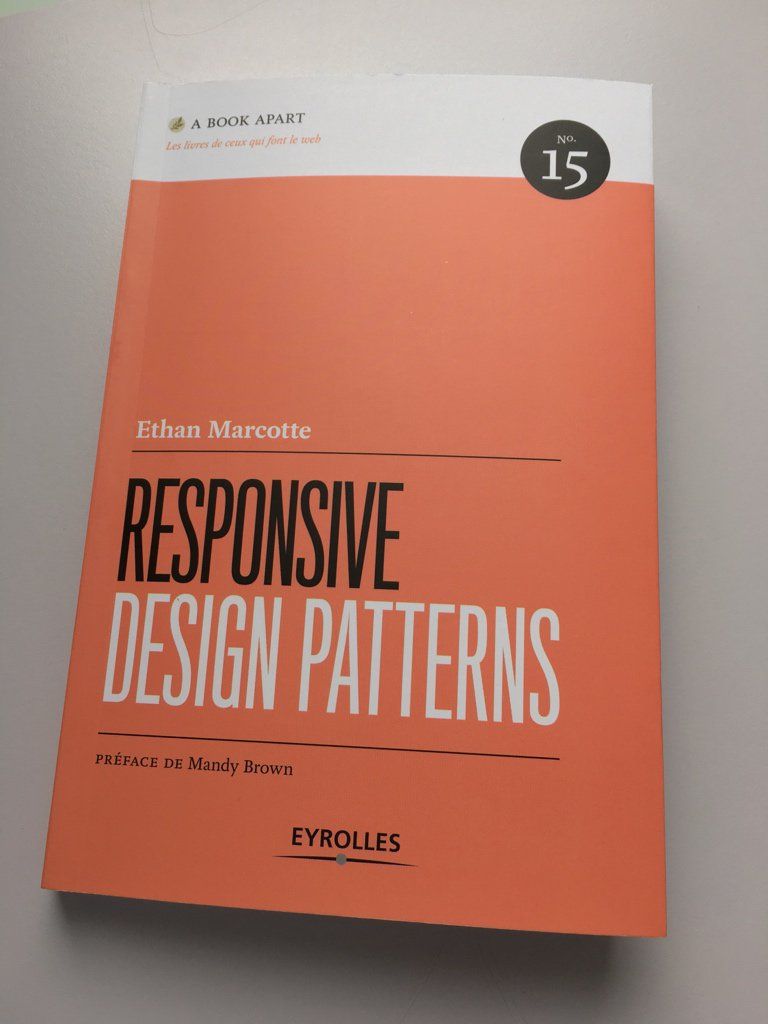 A BOOK APART
Les livres de ceux qui font le web
No.
15
Ethan Marcotte
RESPONSIVE
DESIGN PATTERNS
PRÉFACE DE Mandy Brown
EYROLLES